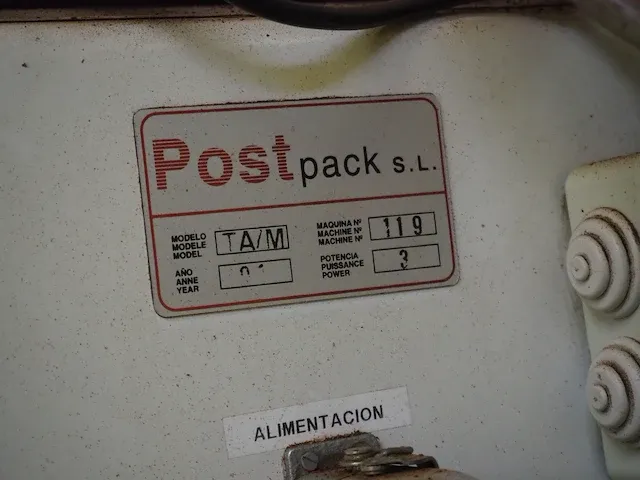 Postpack S.L.
MODELO
MODELE
MODEL
TA/M
MAQUINA Nº
MACHINE Nº
MACHINE Nº
119
AÑO
ANNE
YEAR
POTENCIA
PUISSANCE
POWER
3
ALIMENTACION